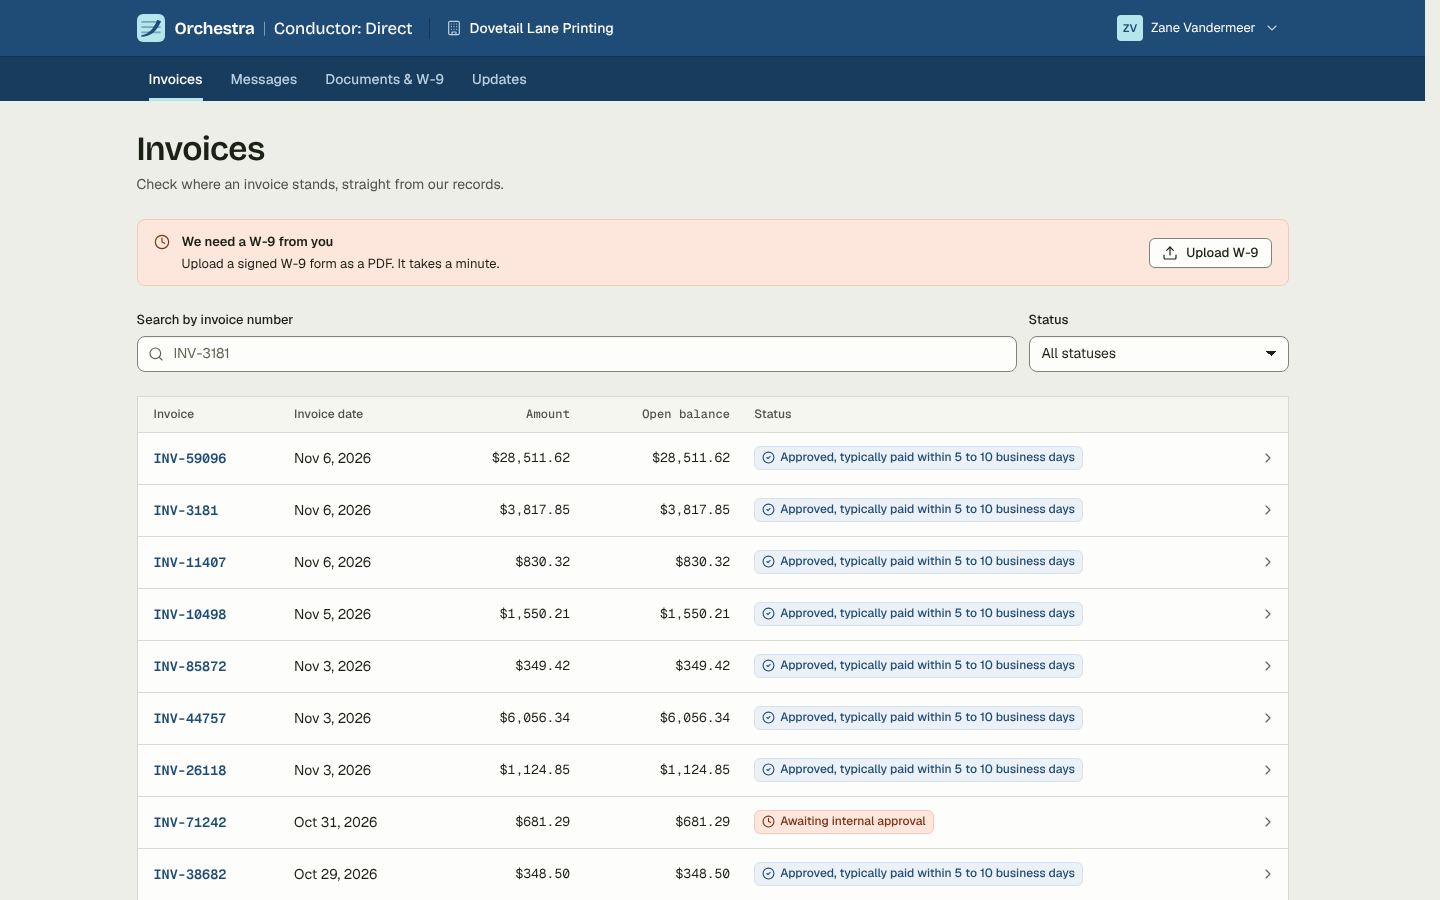 Orchestra | Conductor: Direct Dovetail Lane Printing ZV Zane Vandermeer
Invoices Messages Documents & W-9 Updates
Invoices
Check where an invoice stands, straight from our records.
We need a W-9 from you
Upload a signed W-9 form as a PDF. It takes a minute.
Upload W-9
Search by invoice number Status
INV-3181 All statuses
Invoice Invoice date Amount Open balance Status
INV-59096 Nov 6, 2026 $28,511.62 $28,511.62 Approved, typically paid within 5 to 10 business days
INV-3181 Nov 6, 2026 $3,817.85 $3,817.85 Approved, typically paid within 5 to 10 business days
INV-11407 Nov 6, 2026 $830.32 $830.32 Approved, typically paid within 5 to 10 business days
INV-10498 Nov 5, 2026 $1,550.21 $1,550.21 Approved, typically paid within 5 to 10 business days
INV-85872 Nov 3, 2026 $349.42 $349.42 Approved, typically paid within 5 to 10 business days
INV-44757 Nov 3, 2026 $6,056.34 $6,056.34 Approved, typically paid within 5 to 10 business days
INV-26118 Nov 3, 2026 $1,124.85 $1,124.85 Approved, typically paid within 5 to 10 business days
INV-71242 Oct 31, 2026 $681.29 $681.29 Awaiting internal approval
INV-38682 Oct 29, 2026 $348.50 $348.50 Approved, typically paid within 5 to 10 business days